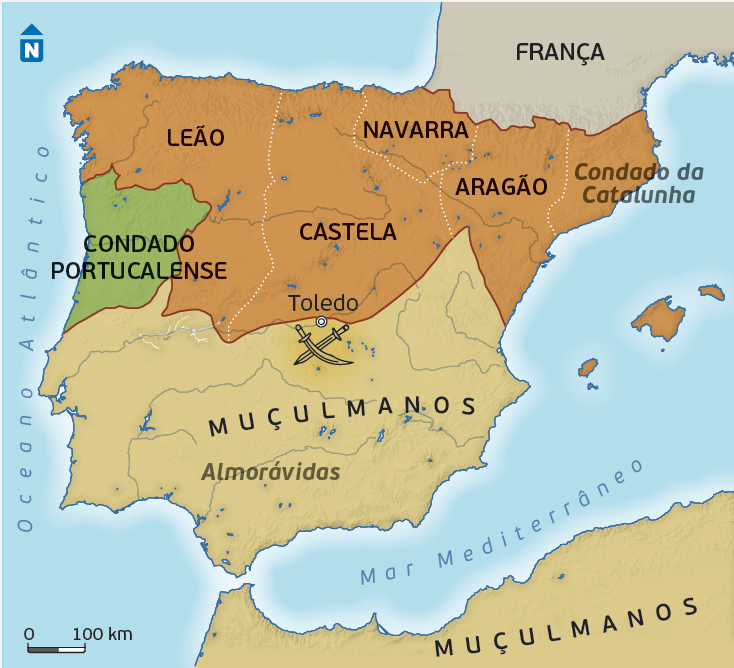 N
FRANÇA
LEÃO
NAVARRA
ARAGÃO
Condado da
Catalunha
CASTELA
CONDADO
PORTUCALENSE
Toledo
Oceano Atlântico
MUÇULMANOS
Almorávidas
Mar Mediterrâneo
MUÇULMANOS
0 100 km